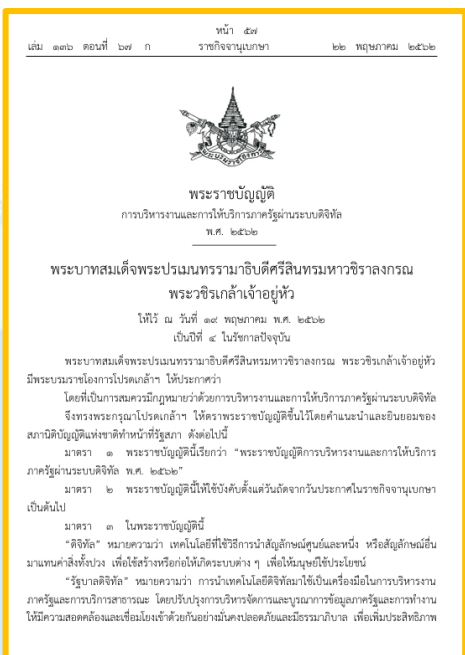 หน้า ๕๗
เล่ม ๑๓๖ ตอนที่ ๖๗ ก ราชกิจจานุเบกษา ๒๒ พฤษภาคม ๒๕๖๒
พระราชบัญญัติ
การบริหารงานและการให้บริการภาครัฐผ่านระบบดิจิทัล
พ.ศ. ๒๕๖๒
พระบาทสมเด็จพระปรเมนทรรามาธิบดีศรีสินทรมหาวชิราลงกรณ
พระวชิรเกล้าเจ้าอยู่หัว
ให้ไว้ ณ วันที่ ๑๙ พฤษภาคม พ.ศ. ๒๕๖๒
เป็นปีที่ ๔ ในรัชกาลปัจจุบัน
พระบาทสมเด็จพระปรเมนทรรามาธิบดีศรีสินทรมหาวชิราลงกรณ พระวชิรเกล้าเจ้าอยู่หัว
มีพระบรมราชโองการโปรดเกล้าฯ ให้ประกาศว่า
โดยที่เป็นการสมควรมีกฎหมายว่าด้วยการบริหารงานและการให้บริการภาครัฐผ่านระบบดิจิทัล
จึงทรงพระกรุณาโปรดเกล้าฯ ให้ตราพระราชบัญญัติขึ้นไว้โดยคำแนะนำและยินยอมของ
สภานิติบัญญัติแห่งชาติทำหน้าที่รัฐสภา ดังต่อไปนี้
มาตรา ๑ พระราชบัญญัตินี้เรียกว่า “พระราชบัญญัติการบริหารงานและการให้บริการ
ภาครัฐผ่านระบบดิจิทัล พ.ศ. ๒๕๖๒”
มาตรา ๒ พระราชบัญญัตินี้ให้ใช้บังคับตั้งแต่วันถัดจากวันประกาศในราชกิจจานุเบกษา
เป็นต้นไป
มาตรา ๓ ในพระราชบัญญัตินี้
“ดิจิทัล” หมายความว่า เทคโนโลยีที่ใช้วิธีการนำสัญลักษณ์ศูนย์และหนึ่ง หรือสัญลักษณ์อื่น
มาแทนค่าสิ่งทั้งปวง เพื่อใช้สร้างหรือก่อให้เกิดระบบต่าง ๆ เพื่อให้มนุษย์ใช้ประโยชน์
“รัฐบาลดิจิทัล” หมายความว่า การนำเทคโนโลยีดิจิทัลมาใช้เป็นเครื่องมือในการบริหารงาน
ภาครัฐและการบริการสาธารณะ โดยปรับปรุงการบริหารจัดการและบูรณาการข้อมูลภาครัฐและการทำงาน
ให้มีความสอดคล้องและเชื่อมโยงเข้าด้วยกันอย่างมั่นคงปลอดภัยและมีธรรมาภิบาล เพื่อเพิ่มประสิทธิภาพ